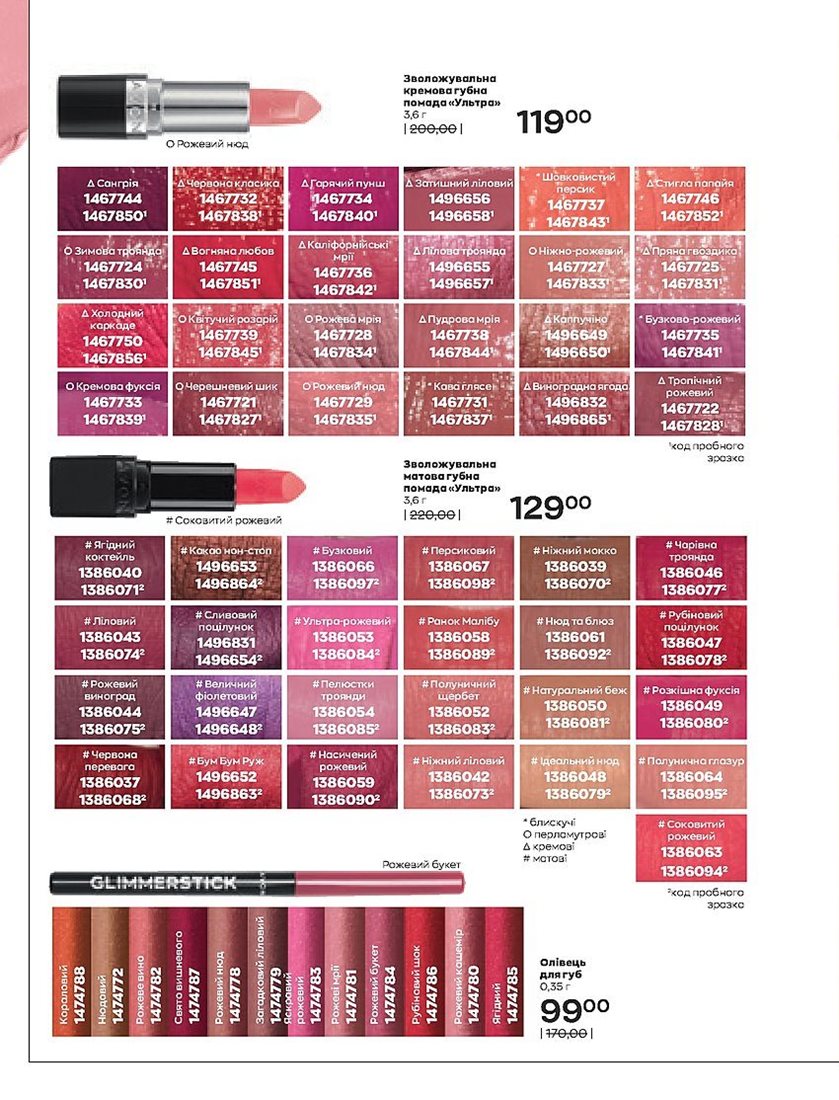 Зволожувальна
кремова губна
помада «Ультра»
3,6 г
| 200,00 |
119⁰⁰
AVON
О Рожевий нюд
Δ Сангрія
1467744
1467850¹
Δ Червона класика
1467732
1467838¹
Δ Гарячий пунш
1467734
1467840¹
Δ Затишний ліловий
1496656
1496658¹
* Шовковистий
персик
1467737
1467843¹
Δ Стигла папайя
1467746
1467852¹
О Зимова троянда
1467724
1467830¹
Δ Вогняна любов
1467745
1467851¹
Δ Каліфорнійські
мрії
1467736
1467842¹
Δ Лілова троянда
1496655
1496657¹
О Ніжно-рожевий
1467727
1467833¹
Δ Пряна гвоздика
1467725
1467831¹
Δ Холодний
каркаде
1467750
1467856¹
О Квітучий розарій
1467739
1467845¹
О Рожева мрія
1467728
1467834¹
Δ Пудрова мрія
1467738
1467844¹
Δ Каппучіно
1496649
1496650¹
* Бузково-рожевий
1467735
1467841¹
О Кремова фуксія
1467733
1467839¹
О Черешневий шик
1467721
1467827¹
О Рожевий нюд
1467729
1467835¹
* Кава глясе
1467731
1467837¹
Δ Виноградна ягода
1496832
1496865¹
Δ Тропічний
рожевий
1467722
1467828¹
¹код пробного
зразка
Зволожувальна
матова губна
помада «Ультра»
3,6 г
| 220,00 |
129⁰⁰
# Соковитий рожевий
# Ягідний
коктейль
1386040
1386071²
# Какао нон-стоп
1496653
1496864²
# Бузковий
1386066
1386097²
# Персиковий
1386067
1386098²
# Ніжний мокко
1386039
1386070²
# Чарівна
троянда
1386046
1386077²
# Ліловий
1386043
1386074²
# Сливовий
поцілунок
1496831
1496654²
# Ультра-рожевий
1386053
1386084²
# Ранок Малібу
1386058
1386089²
# Нюд та блюз
1386061
1386092²
# Рубіновий
поцілунок
1386047
1386078²
# Рожевий
виноград
1386044
1386075²
# Величний
фіолетовий
1496647
1496648²
# Пелюстки
троянди
1386054
1386085²
# Полуничний
щербет
1386052
1386083²
# Натуральний беж
1386050
1386081²
# Розкішна фуксія
1386049
1386080²
# Червона
перевага
1386037
1386068²
# Бум Бум Руж
1496652
1496863²
# Насичений
рожевий
1386059
1386090²
# Ніжний ліловий
1386042
1386073²
# Ідеальний нюд
1386048
1386079²
# Полунична глазур
1386064
1386095²
* блискучі
О перламутрові
Δ кремові
# матові
# Соковитий
рожевий
1386063
1386094²
²код пробного
зразка
Рожевий букет
GLIMMERSTICK
Кораловий
1474788
Нюдовий
1474772
Рожеве вино
1474782
Свято вишневого
1474787
Рожевий нюд
1474778
Загадковий ліловий
1474779
Яскравий
рожевий
1474783
Рожеві мрії
1474781
Рожевий букет
1474784
Рубіновий шок
1474786
Рожевий кашемір
1474780
Ягідний
1474785
Олівець
для губ
0,35 г
99⁰⁰
| 170,00 |